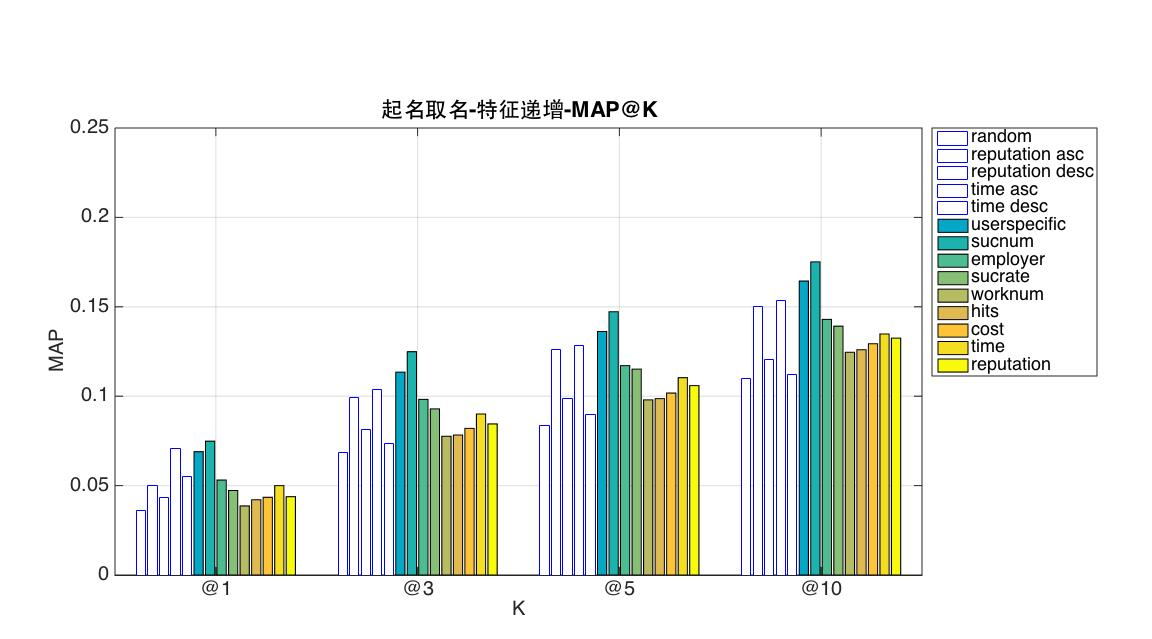 起名取名-特征递增-MAP@K
0.25
0.2
0.15
0.1
0.05
0
MAP
@1 @3 @5 @10
K
random
reputation asc
reputation desc
time asc
time desc
userspecific
sucnum
employer
sucrate
worknum
hits
cost
time
reputation